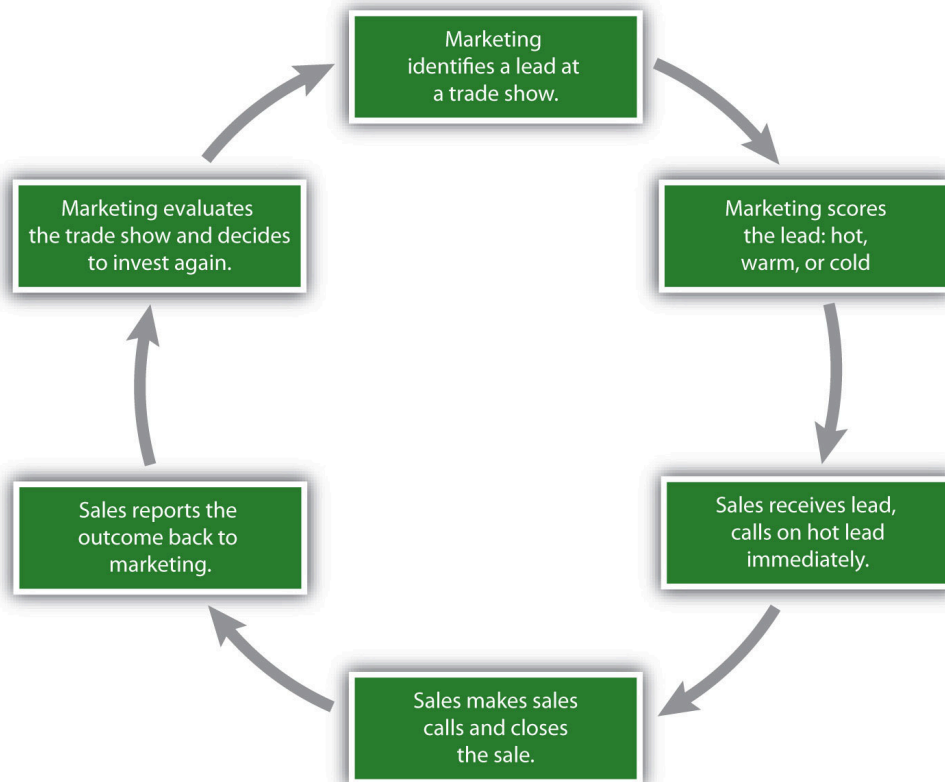 Marketing
identifies a lead at
a trade show.
Marketing scores
the lead: hot,
warm, or cold
Sales receives lead,
calls on hot lead
immediately.
Sales makes sales
calls and closes
the sale.
Sales reports the
outcome back to
marketing.
Marketing evaluates
the trade show and decides
to invest again.